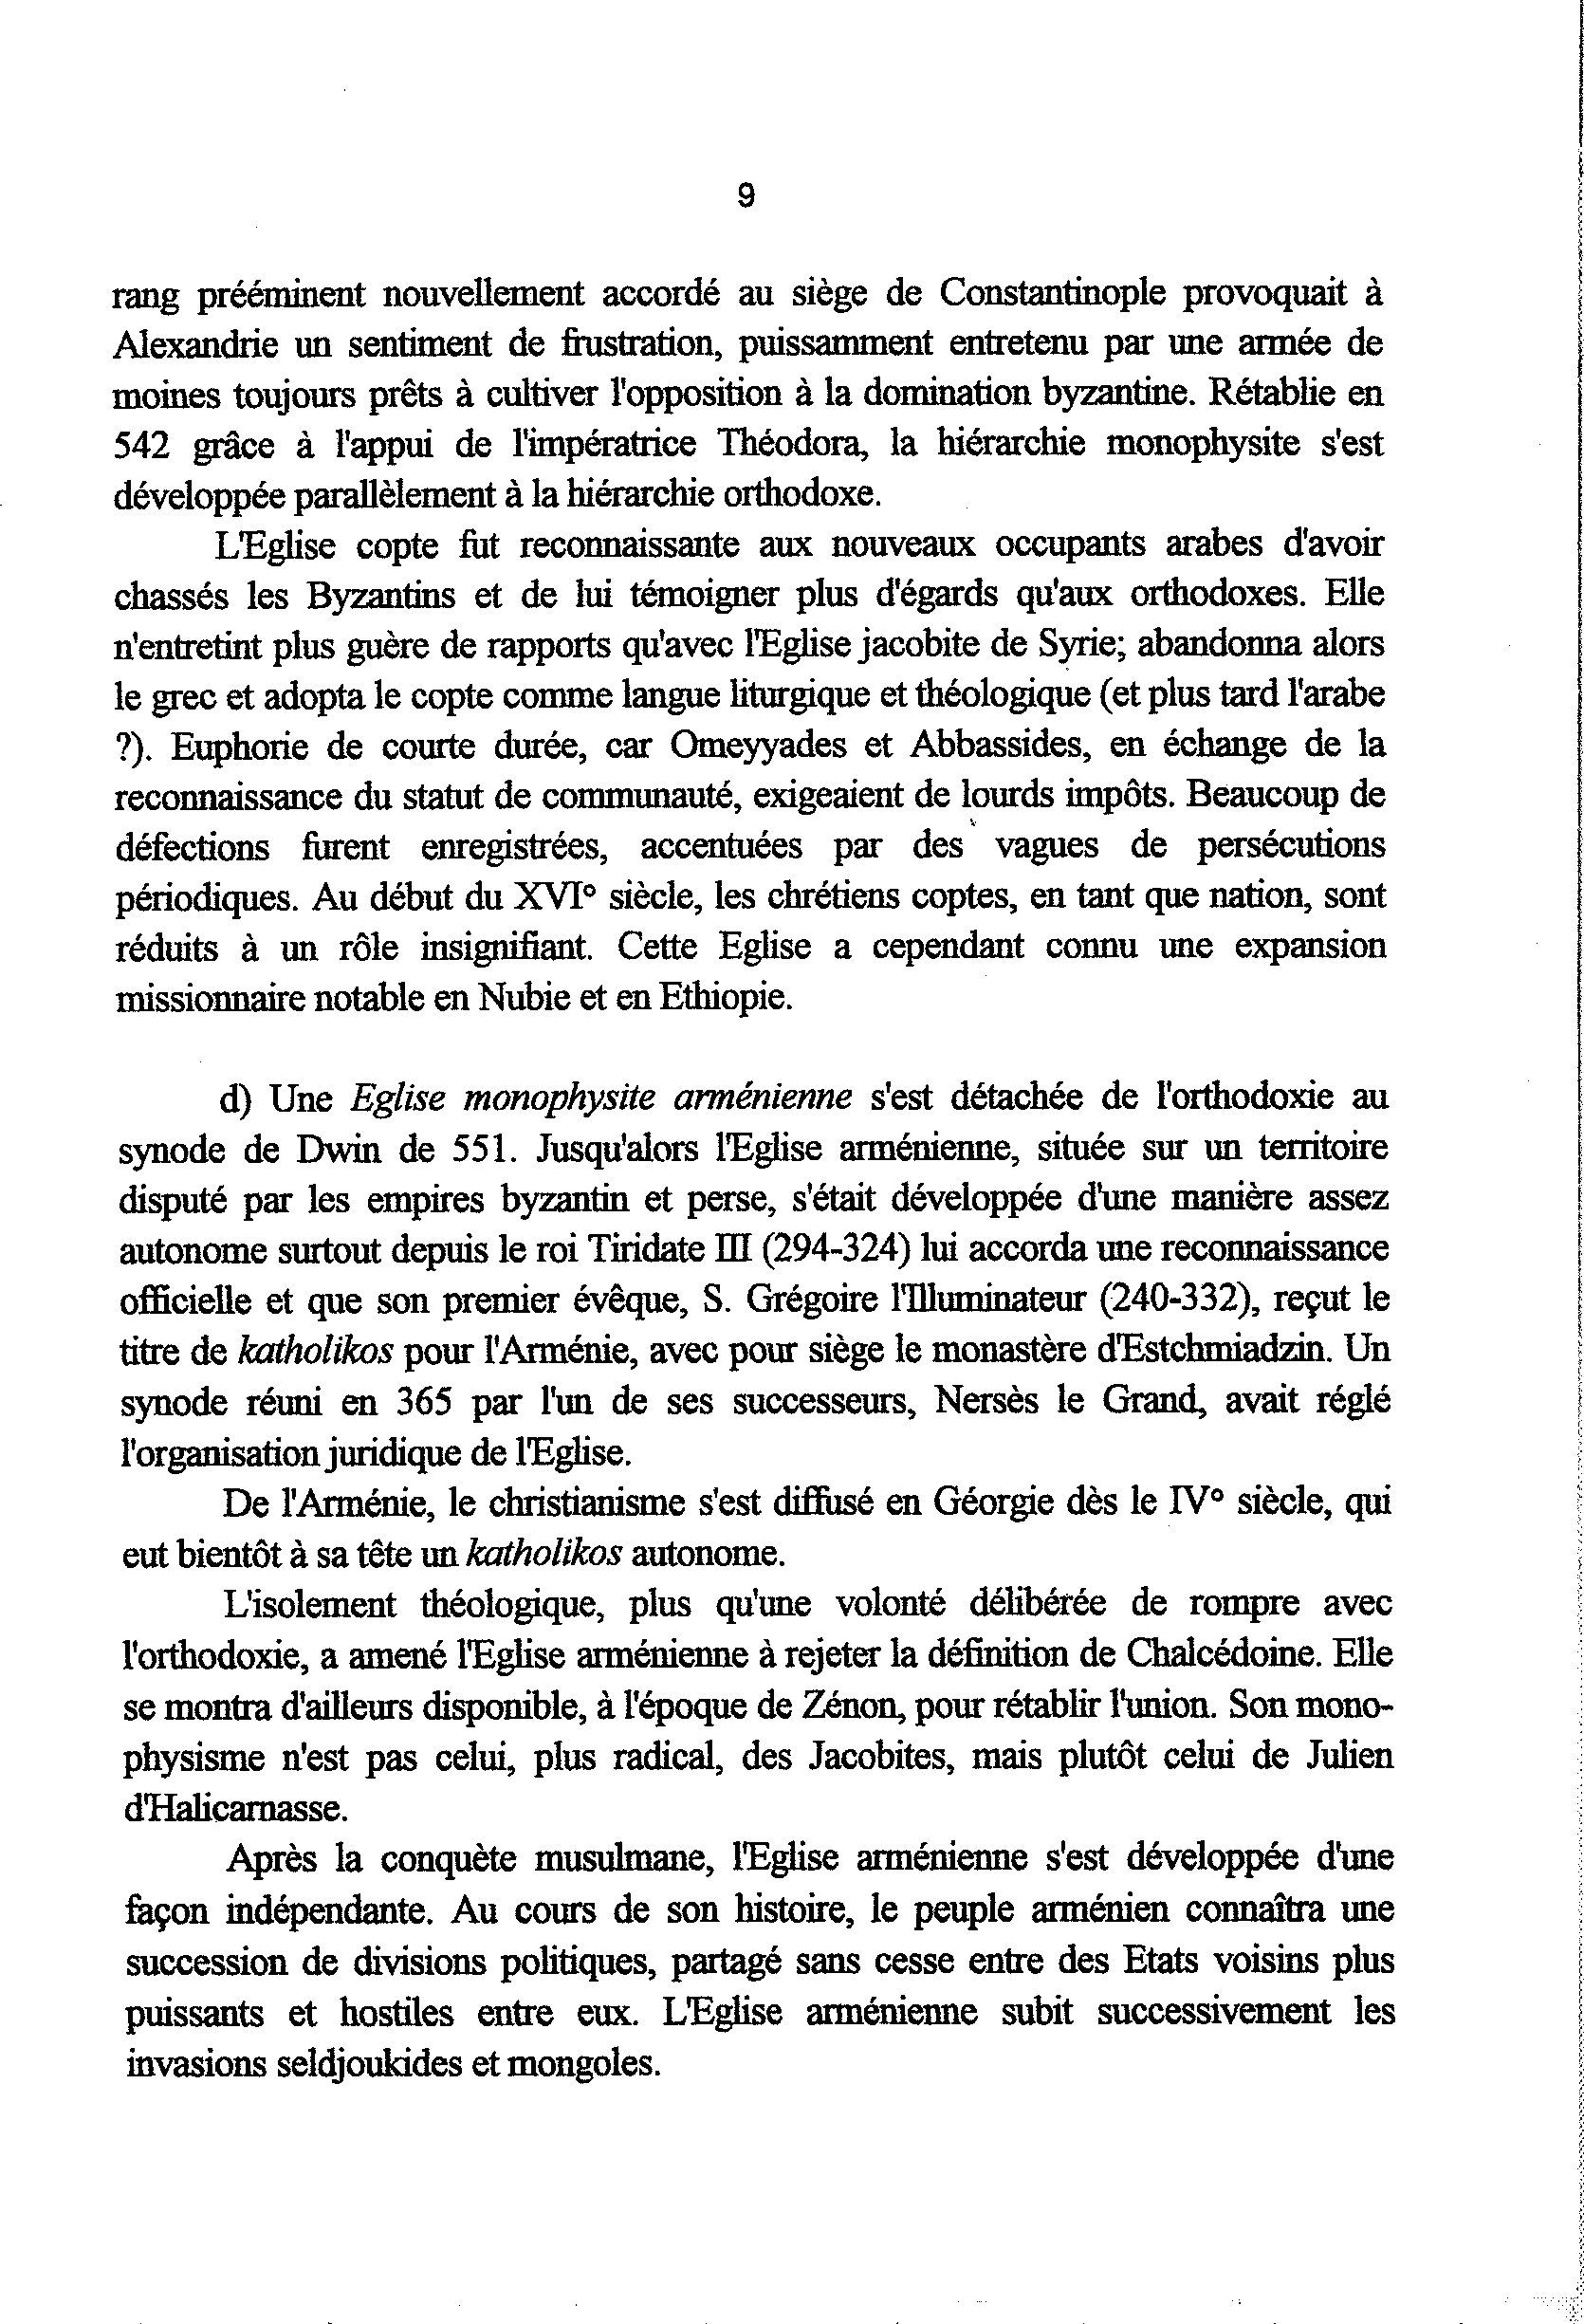 9
rang prééminent nouvellement accordé au siège de Constantinople provoquait à
Alexandrie un sentiment de frustration, puissamment entretenu par une armée de
moines toujours prêts à cultiver l'opposition à la domination byzantine. Rétablie en
542 grâce à l'appui de l'impératrice Théodora, la hiérarchie monophysite s'est
développée parallèlement à la hiérarchie orthodoxe.
L'Eglise copte fut reconnaissante aux nouveaux occupants arabes d'avoir
chassés les Byzantins et de lui témoigner plus d'égards qu'aux orthodoxes. Elle
n'entretint plus guère de rapports qu'avec l'Eglise jacobite de Syrie; abandonna alors
le grec et adopta le copte comme langue liturgique et théologique (et plus tard l'arabe
?). Euphorie de courte durée, car Omeyyades et Abbassides, en échange de la
reconnaissance du statut de communauté, exigeaient de lourds impôts. Beaucoup de
défections furent enregistrées, accentuées par des vagues de persécutions
périodiques. Au début du XVI° siècle, les chrétiens coptes, en tant que nation, sont
réduits à un rôle insignifiant. Cette Eglise a cependant connu une expansion
missionnaire notable en Nubie et en Ethiopie.
d) Une Eglise monophysite arménienne s'est détachée de l'orthodoxie au
synode de Dwin de 551. Jusqu'alors l'Eglise arménienne, située sur un territoire
disputé par les empires byzantin et perse, s'était développée d'une manière assez
autonome surtout depuis le roi Tiridate III (294-324) lui accorda une reconnaissance
officielle et que son premier évêque, S. Grégoire l'Illuminateur (240-332), reçut le
titre de katholikos pour l'Arménie, avec pour siège le monastère d'Estchmiadzin. Un
synode réuni en 365 par l'un de ses successeurs, Nersès le Grand, avait réglé
l'organisation juridique de l'Eglise.
De l'Arménie, le christianisme s'est diffusé en Géorgie dès le IV° siècle, qui
eut bientôt à sa tête un katholikos autonome.
L'isolement théologique, plus qu'une volonté délibérée de rompre avec
l'orthodoxie, a amené l'Eglise arménienne à rejeter la définition de Chalcédoine. Elle
se montra d'ailleurs disponible, à l'époque de Zénon, pour rétablir l'union. Son mono-
physisme n'est pas celui, plus radical, des Jacobites, mais plutôt celui de Julien
d'Halicarnasse.
Après la conquète musulmane, l'Eglise arménienne s'est développée d'une
façon indépendante. Au cours de son histoire, le peuple arménien connaîtra une
succession de divisions politiques, partagé sans cesse entre des Etats voisins plus
puissants et hostiles entre eux. L'Eglise arménienne subit successivement les
invasions seldjoukides et mongoles.